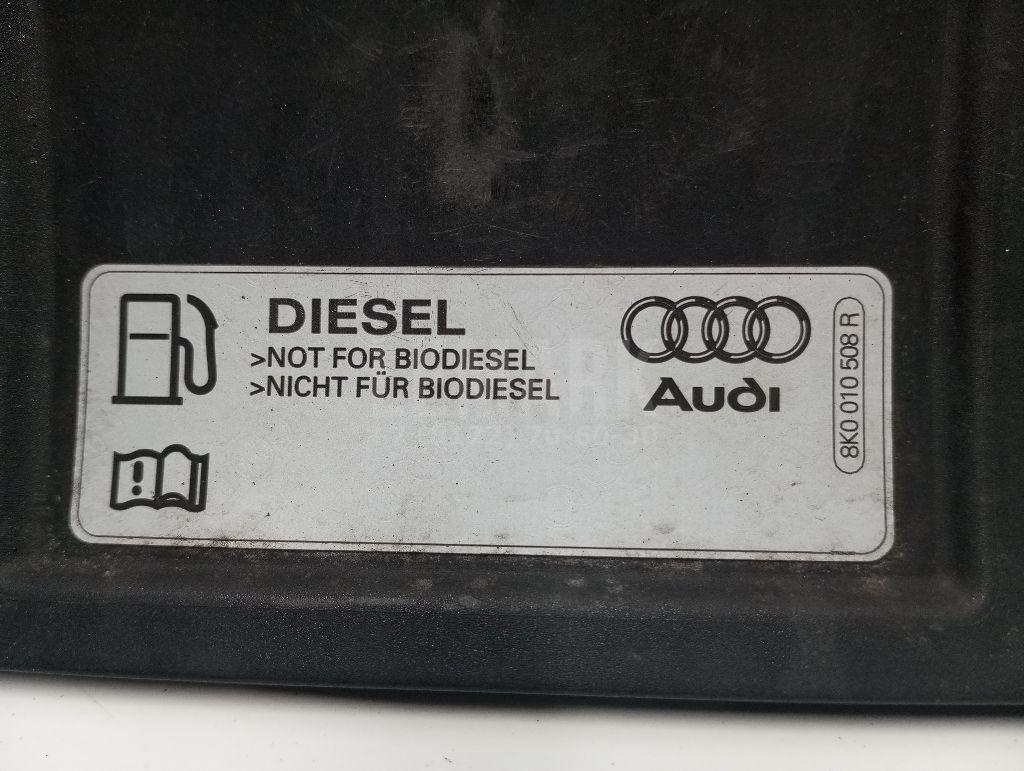 DIESEL
>NOT FOR BIODIESEL
>NICHT FÜR BIODIESEL
Audi
8K0 010 508 R